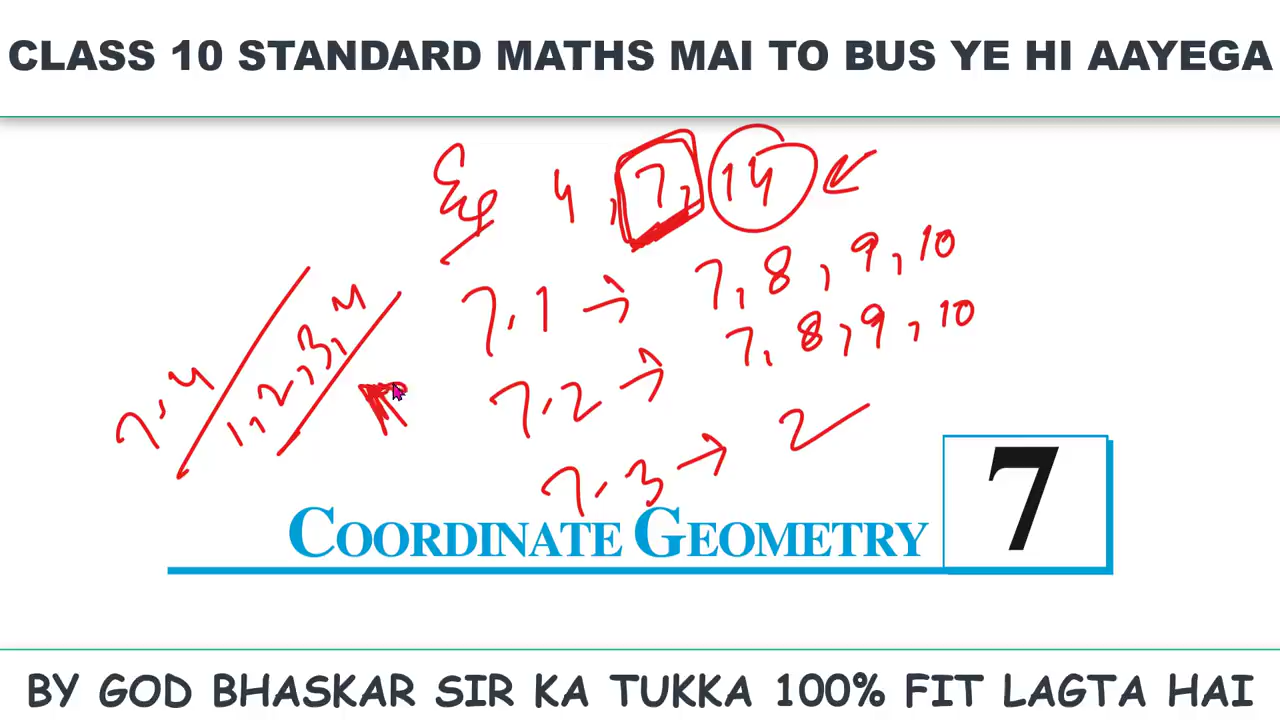 CLASS 10 STANDARD MATHS MAI TO BUS YE HI AAYEGA
Eg 4, 7, 14
7.1 → 7, 8, 9, 10
7.2 → 7, 8, 9, 10
7.3 → 2
7.4
1, 2, 3, 4
COORDINATE GEOMETRY 7
BY GOD BHASKAR SIR KA TUKKA 100% FIT LAGTA HAI